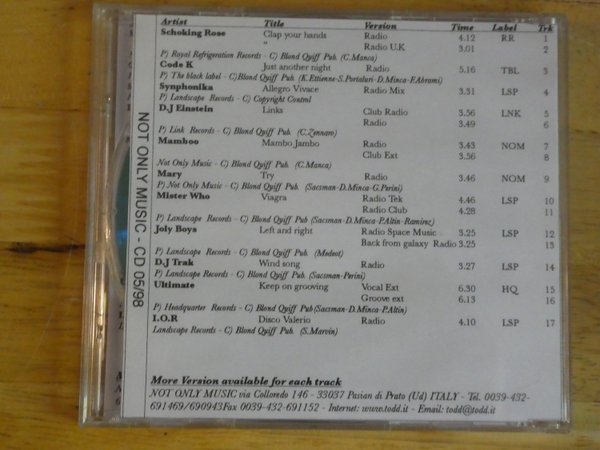 Artist Title Version Time Label Trk
Schoking Rose Clap your hands Radio 4.12 RR 1
" Radio U.K 3.01 2
P) Royal Refrigeration Records - C) Blond Qyiff Pub. (C.Manca)
Code K Just another night Radio 5.16 TBL 3
P) The black label - C)Blond Qyiff Pub (K.Ettienne-S.Portaluri-D.Minca-F.Abrami)
Synphonika Allegro Vivace Radio Mix 3.31 LSP 4
P) Landscape Records - C) Copyright Control
D.J Einstein Links Club Radio 3.56 LNK 5
Radio 3.49 6
P) Link Records - C) Blond Qyiff Pub. (C.Zennaro)
Mamboo Mambo Jambo Radio 3.43 NOM 7
Club Ext 3.56 8
Not Only Music - C) Blond Qyiff Pub. (C.Manca)
Mary Try Radio 3.46 NOM 9
P) Not Only Music - C) Blond Qyiff Pub. (Sacsman-D.Minca-G.Perini)
Mister Who Viagra Radio Tek 4.46 LSP 10
Radio Club 4.28 11
P) Landscape Records - C) Blond Qyiff Pub. (Sacsman-D.Minca-P.Altin-Ramirez)
Joly Boys Left and right Radio Space Music 3.25 LSP 12
Back from galaxy Radio 3.25 13
P) Landscape Records - C) Blond Qyiff Pub. (Medeot)
D.J Trak Wind song Radio 3.27 LSP 14
P) Landscape Records - C) Blond Qyiff Pub. (Sacsman-Perini)
Ultimate Keep on grooving Vocal Ext 6.30 HQ 15
Groove ext 6.13 16
P) Headquarter Records - C) Blond Qyiff Pub(Sacsman-D.Minca-P.Altin)
I.O.R Disco Valerio Radio 4.10 LSP 17
Landscape Records - C) Blond Qyiff Pub. (S.Marvin)
More Version available for each track
NOT ONLY MUSIC via Colloredo 146 - 33037 Pasian di Prato (Ud) ITALY - Tel. 0039-432-
691469/690943Fax 0039-432-691152 - Internet: www.todd.it - Email: todd@todd.it
NOT ONLY MUSIC - CD 05/98